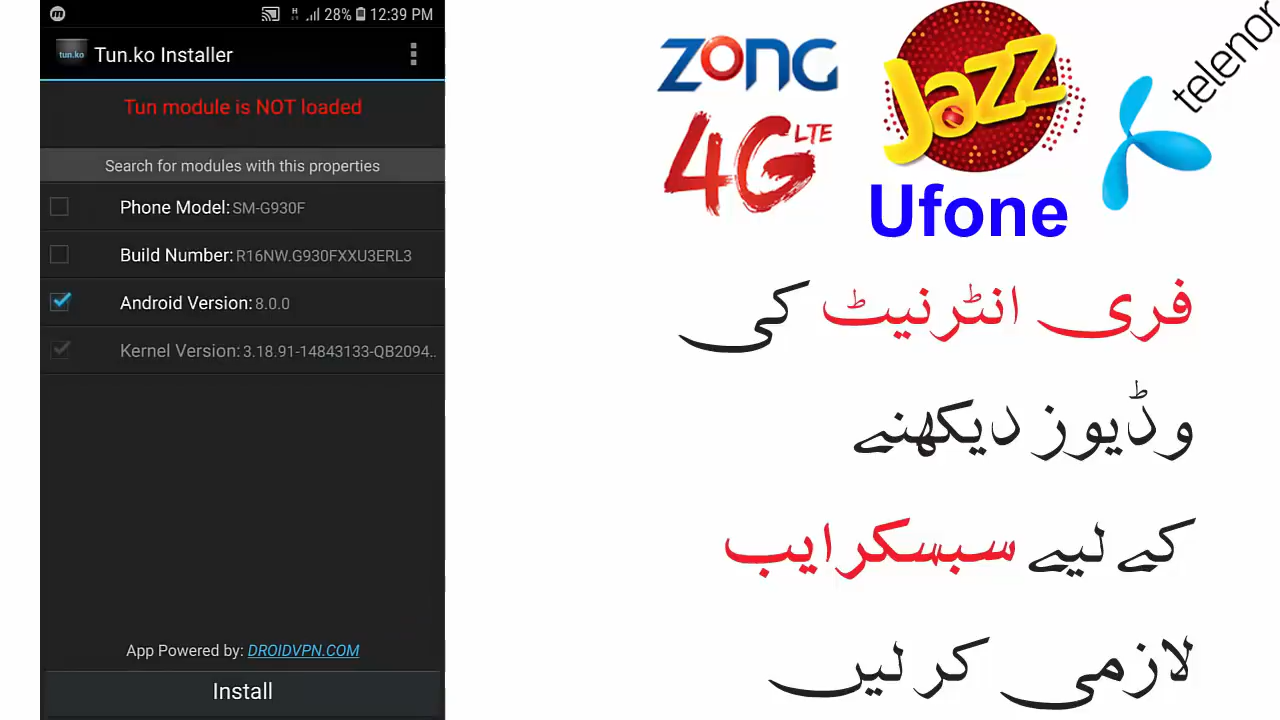 28% 12:39 PM
Tun.ko Installer
Tun module is NOT loaded
Search for modules with this properties
Phone Model: SM-G930F
Build Number: R16NW.G930FXXU3ERL3
Android Version: 8.0.0
Kernel Version: 3.18.91-14843133-QB2094..
App Powered by: DROIDVPN.COM
Install
ZONG
4G LTE
Jazz
telenor
Ufone
فری انٹرنیٹ کی
وڈیوز دیکھنے
کے لیے سبسکرایب
لازمی کر لیں